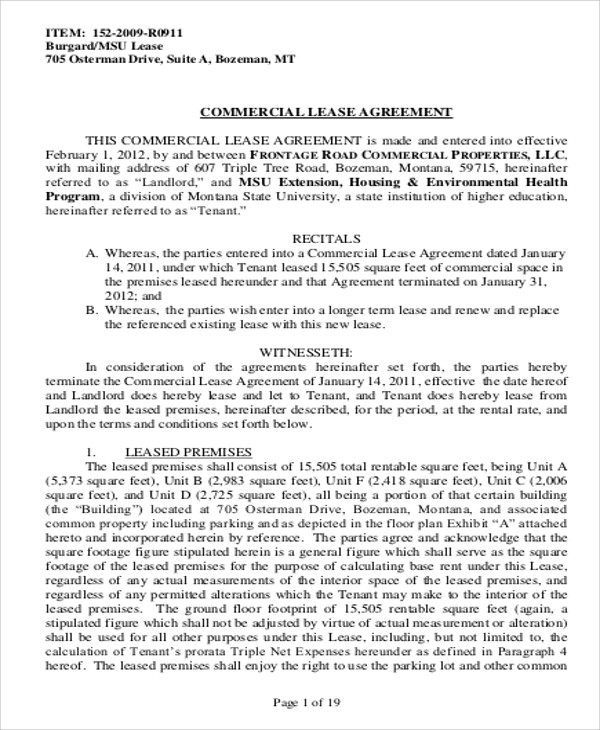 ITEM:  152-2009-R0911
Burgard/MSU Lease
705 Osterman Drive, Suite A, Bozeman, MT
COMMERCIAL LEASE AGREEMENT
THIS COMMERCIAL LEASE AGREEMENT is made and entered into effective
February 1, 2012, by and between FRONTAGE ROAD COMMERCIAL PROPERTIES, LLC,
with mailing address of 607 Triple Tree Road, Bozeman, Montana, 59715, hereinafter
referred to as “Landlord,” and MSU Extension, Housing & Environmental Health
Program, a division of Montana State University, a state institution of higher education,
hereinafter referred to as “Tenant.”
RECITALS
A. Whereas, the parties entered into a Commercial Lease Agreement dated January
14, 2011, under which Tenant leased 15,505 square feet of commercial space in
the premises leased hereunder and that Agreement terminated on January 31,
2012; and
B. Whereas, the parties wish enter into a longer term lease and renew and replace
the referenced existing lease with this new lease.
WITNESSETH:
In consideration of the agreements hereinafter set forth, the parties hereby
terminate the Commercial Lease Agreement of January 14, 2011, effective the date hereof
and Landlord does hereby lease and let to Tenant, and Tenant does hereby lease from
Landlord the leased premises, hereinafter described, for the period, at the rental rate, and
upon the terms and conditions set forth below.
1. LEASED PREMISES
The leased premises shall consist of 15,505 total rentable square feet, being Unit A
(5,373 square feet), Unit B (2,983 square feet), Unit F (2,418 square feet), Unit C (2,006
square feet), and Unit D (2,725 square feet), all being a portion of that certain building
(the “Building”) located at 705 Osterman Drive, Bozeman, Montana, and associated
common property including parking and as depicted in the floor plan Exhibit “A” attached
hereto and incorporated herein by reference.  The parties agree and acknowledge that the
square footage figure stipulated herein is a general figure which shall serve as the square
footage of the leased premises for the purpose of calculating base rent under this Lease,
regardless of any actual measurements of the interior space of the leased premises, and
regardless of any permitted alterations which the Tenant may make to the interior of the
leased premises.  The ground floor footprint of 15,505 rentable square feet (again, a
stipulated figure which shall not be adjusted by virtue of actual measurement or alteration)
shall be used for all other purposes under this Lease, including, but not limited to, the
calculation of Tenant’s prorata Triple Net Expenses hereunder as defined in Paragraph 4
hereof.  The leased premises shall enjoy the right to use the parking lot and other common
Page 1 of 19